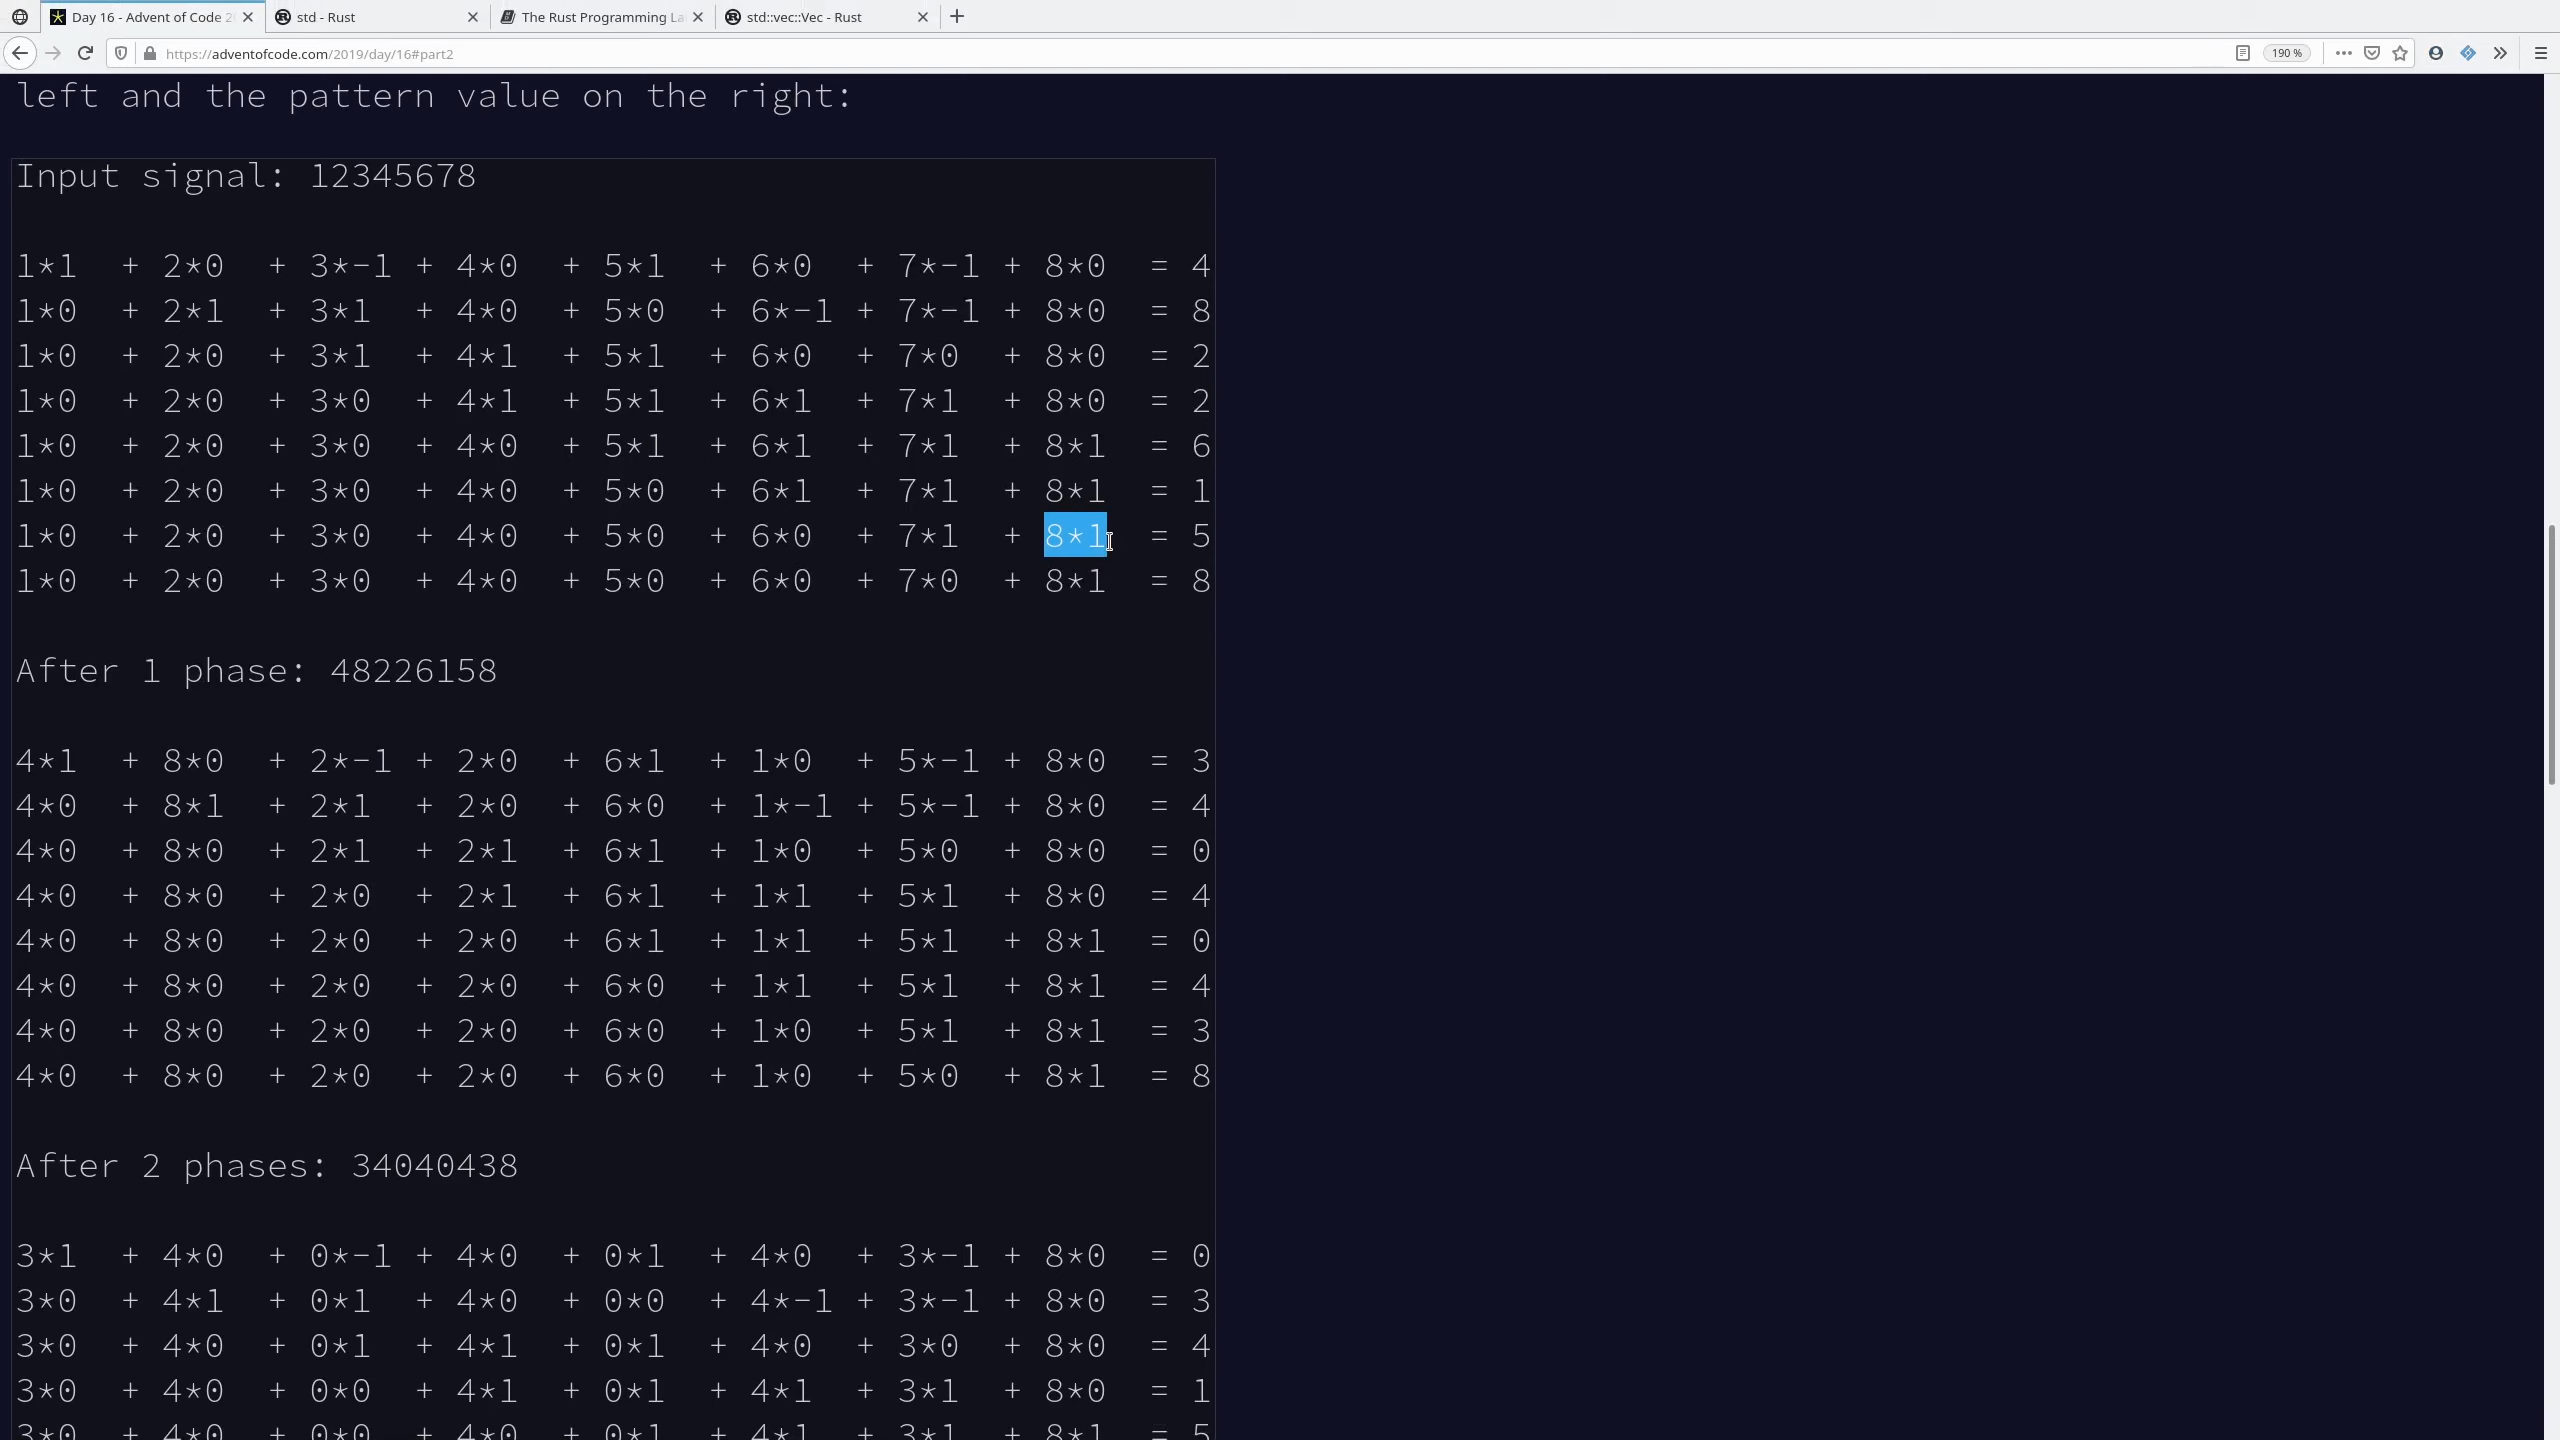 Day 16 - Advent of Code 2
std - Rust
The Rust Programming La
std::vec::Vec - Rust
https://adventofcode.com/2019/day/16#part2
190 %
left and the pattern value on the right:
Input signal: 12345678
1*1  + 2*0  + 3*-1 + 4*0  + 5*1  + 6*0  + 7*-1 + 8*0  = 4
1*0  + 2*1  + 3*1  + 4*0  + 5*0  + 6*-1 + 7*-1 + 8*0  = 8
1*0  + 2*0  + 3*1  + 4*1  + 5*1  + 6*0  + 7*0  + 8*0  = 2
1*0  + 2*0  + 3*0  + 4*1  + 5*1  + 6*1  + 7*1  + 8*0  = 2
1*0  + 2*0  + 3*0  + 4*0  + 5*1  + 6*1  + 7*1  + 8*1  = 6
1*0  + 2*0  + 3*0  + 4*0  + 5*0  + 6*1  + 7*1  + 8*1  = 1
1*0  + 2*0  + 3*0  + 4*0  + 5*0  + 6*0  + 7*1  + 8*1  = 5
1*0  + 2*0  + 3*0  + 4*0  + 5*0  + 6*0  + 7*0  + 8*1  = 8
After 1 phase: 48226158
4*1  + 8*0  + 2*-1 + 2*0  + 6*1  + 1*0  + 5*-1 + 8*0  = 3
4*0  + 8*1  + 2*1  + 2*0  + 6*0  + 1*-1 + 5*-1 + 8*0  = 4
4*0  + 8*0  + 2*1  + 2*1  + 6*1  + 1*0  + 5*0  + 8*0  = 0
4*0  + 8*0  + 2*0  + 2*1  + 6*1  + 1*1  + 5*1  + 8*0  = 4
4*0  + 8*0  + 2*0  + 2*0  + 6*1  + 1*1  + 5*1  + 8*1  = 0
4*0  + 8*0  + 2*0  + 2*0  + 6*0  + 1*1  + 5*1  + 8*1  = 4
4*0  + 8*0  + 2*0  + 2*0  + 6*0  + 1*0  + 5*1  + 8*1  = 3
4*0  + 8*0  + 2*0  + 2*0  + 6*0  + 1*0  + 5*0  + 8*1  = 8
After 2 phases: 34040438
3*1  + 4*0  + 0*-1 + 4*0  + 0*1  + 4*0  + 3*-1 + 8*0  = 0
3*0  + 4*1  + 0*1  + 4*0  + 0*0  + 4*-1 + 3*-1 + 8*0  = 3
3*0  + 4*0  + 0*1  + 4*1  + 0*1  + 4*0  + 3*0  + 8*0  = 4
3*0  + 4*0  + 0*0  + 4*1  + 0*1  + 4*1  + 3*1  + 8*0  = 1
3*0  + 4*0  + 0*0  + 4*0  + 0*1  + 4*1  + 3*1  + 8*1  = 5